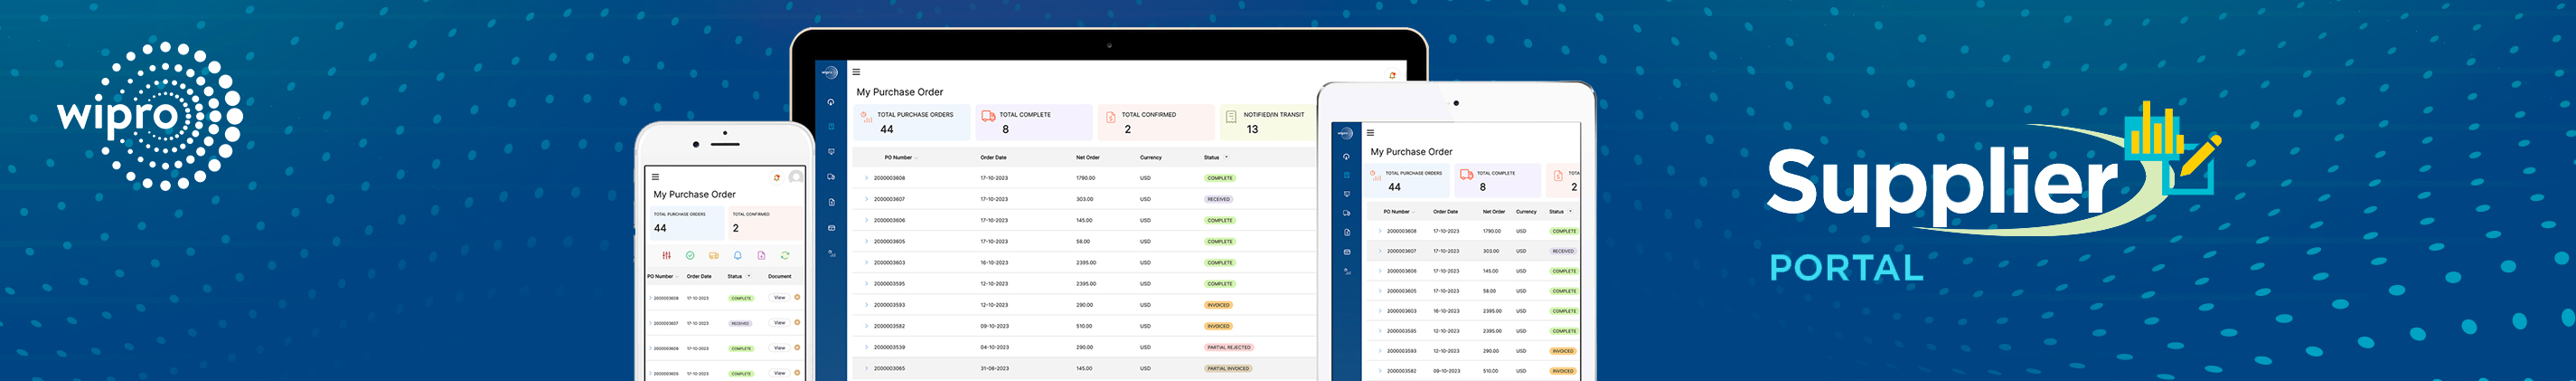 wipro
My Purchase Order
TOTAL PURCHASE ORDERS
44
TOTAL CONFIRMED
2
PO Number Order Date Status Document
2000003608 17-10-2023 COMPLETE View
2000003607 17-10-2023 RECEIVED View
2000003606 17-10-2023 COMPLETE View
2000003605 17-10-2023 COMPLETE View
wipro
My Purchase Order
TOTAL PURCHASE ORDERS
44
TOTAL COMPLETE
8
TOTAL CONFIRMED
2
NOTIFIED/IN TRANSIT
13
PO Number Order Date Net Order Currency Status
2000003608 17-10-2023 1790.00 USD COMPLETE
2000003607 17-10-2023 303.00 USD RECEIVED
2000003606 17-10-2023 145.00 USD COMPLETE
2000003605 17-10-2023 58.00 USD COMPLETE
2000003603 16-10-2023 2395.00 USD COMPLETE
2000003595 12-10-2023 2395.00 USD COMPLETE
2000003593 12-10-2023 290.00 USD INVOICED
2000003582 09-10-2023 510.00 USD INVOICED
2000003539 04-10-2023 290.00 USD PARTIAL REJECTED
2000003065 31-08-2023 145.00 USD PARTIAL INVOICED
wipro
My Purchase Order
TOTAL PURCHASE ORDERS
44
TOTAL COMPLETE
8
TOTA
2
PO Number Order Date Net Order Currency Status
2000003608 17-10-2023 1790.00 USD COMPLETE
2000003607 17-10-2023 303.00 USD RECEIVED
2000003606 17-10-2023 145.00 USD COMPLETE
2000003605 17-10-2023 58.00 USD COMPLETE
2000003603 16-10-2023 2395.00 USD COMPLETE
2000003595 12-10-2023 2395.00 USD COMPLETE
2000003593 12-10-2023 290.00 USD INVOICED
2000003582 09-10-2023 510.00 USD INVOICED
Supplier
PORTAL